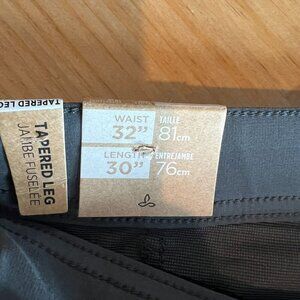 TAPERED LEG
TAPERED LEG
JAMBE FUSELÉE
WAIST TAILLE
32” 81cm
LENGTH ENTREJAMBE
30” 76cm